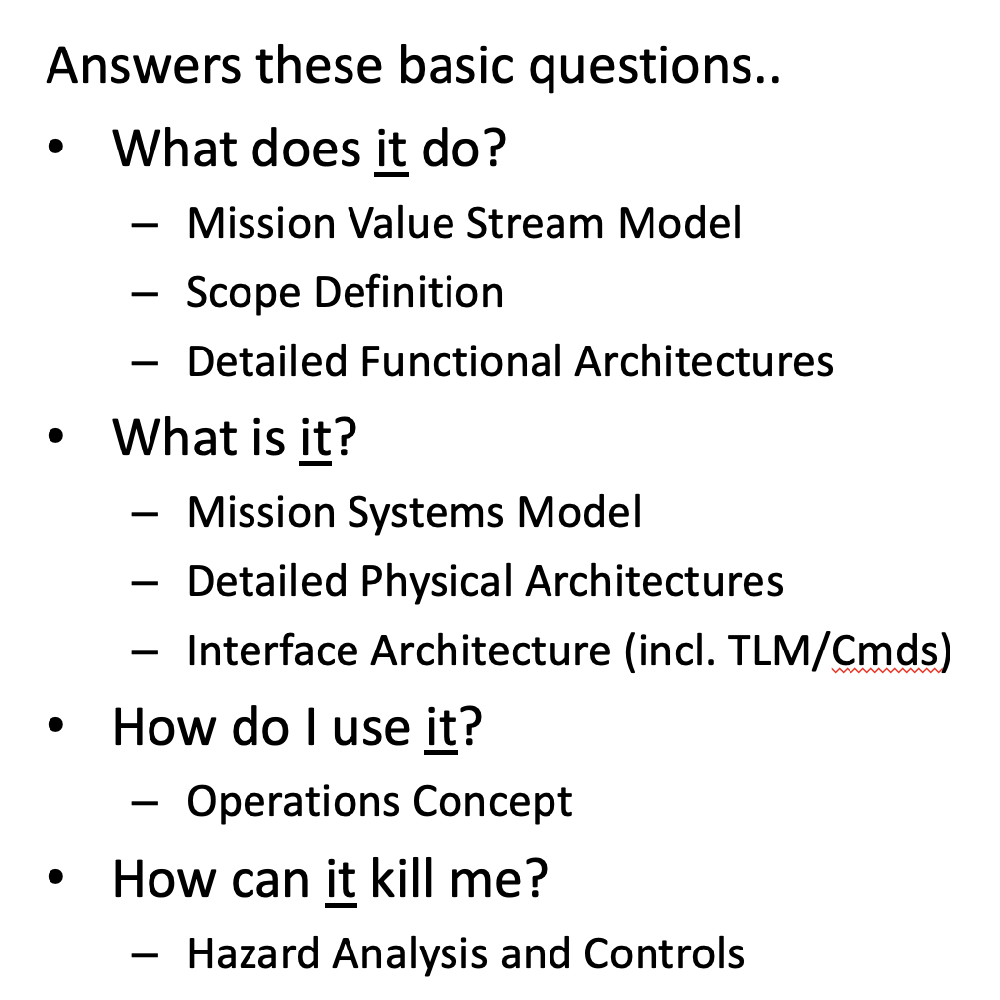 Answers these basic questions..
• What does it do?
– Mission Value Stream Model
– Scope Definition
– Detailed Functional Architectures
• What is it?
– Mission Systems Model
– Detailed Physical Architectures
– Interface Architecture (incl. TLM/Cmds)
• How do I use it?
– Operations Concept
• How can it kill me?
– Hazard Analysis and Controls